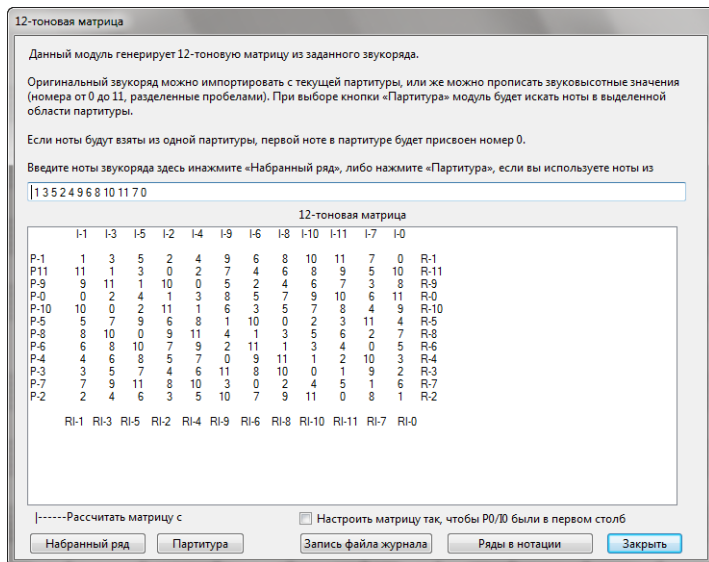 12-тоновая матрица
Данный модуль генерирует 12-тоновую матрицу из заданного звукоряда.
Оригинальный звукоряд можно импортировать с текущей партитуры, или же можно прописать звуковысотные значения
(номера от 0 до 11, разделенные пробелами). При выборе кнопки «Партитура» модуль будет искать ноты в выделенной
области партитуры.
Если ноты будут взяты из одной партитуры, первой ноте в партитуре будет присвоен номер 0.
Введите ноты звукоряда здесь инажмите «Набранный ряд», либо нажмите «Партитура», если вы используете ноты из
1 3 5 2 4 9 6 8 10 11 7 0
12-тоновая матрица
I-1 I-3 I-5 I-2 I-4 I-9 I-6 I-8 I-10 I-11 I-7 I-0
P-1 1 3 5 2 4 9 6 8 10 11 7 0 R-1
P11 11 1 3 0 2 7 4 6 8 9 5 10 R-11
P-9 9 11 1 10 0 5 2 4 6 7 3 8 R-9
P-0 0 2 4 1 3 8 5 7 9 10 6 11 R-0
P-10 10 0 2 11 1 6 3 5 7 8 4 9 R-10
P-5 5 7 9 6 8 1 10 0 2 3 11 4 R-5
P-8 8 10 0 9 11 4 1 3 5 6 2 7 R-8
P-6 6 8 10 7 9 2 11 1 3 4 0 5 R-6
P-4 4 6 8 5 7 0 9 11 1 2 10 3 R-4
P-3 3 5 7 4 6 11 8 10 0 1 9 2 R-3
P-7 7 9 11 8 10 3 0 2 4 5 1 6 R-7
P-2 2 4 6 3 5 10 7 9 11 0 8 1 R-2
RI-1 RI-3 RI-5 RI-2 RI-4 RI-9 RI-6 RI-8 RI-10 RI-11 RI-7 RI-0
|------Рассчитать матрицу с
Настроить матрицу так, чтобы P0/I0 были в первом столб
Набранный ряд Партитура Запись файла журнала Ряды в нотации Закрыть